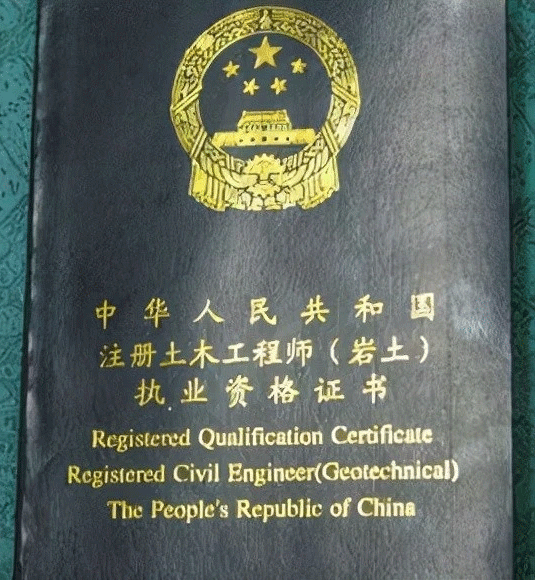 中华人民共和国
注册土木工程师（岩土）
执业资格证书
Registered Qualification Certificate
Registered Civil Engineer(Geotechnical)
The People's Republic of China